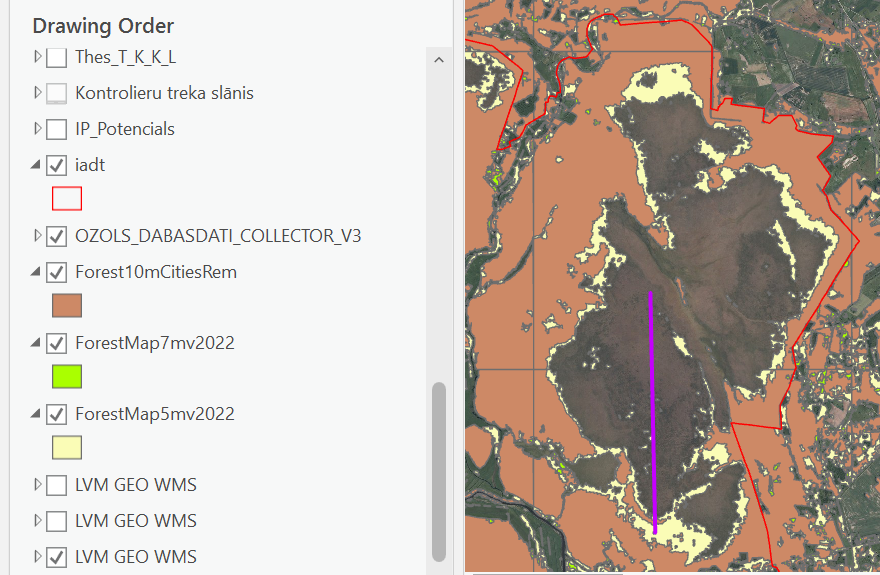 Drawing Order
Thes_T_K_K_L
Kontrolieru treka slānis
IP_Potencials
iadt
OZOLS_DABASDATI_COLLECTOR_V3
Forest10mCitiesRem
ForestMap7mv2022
ForestMap5mv2022
LVM GEO WMS
LVM GEO WMS
LVM GEO WMS